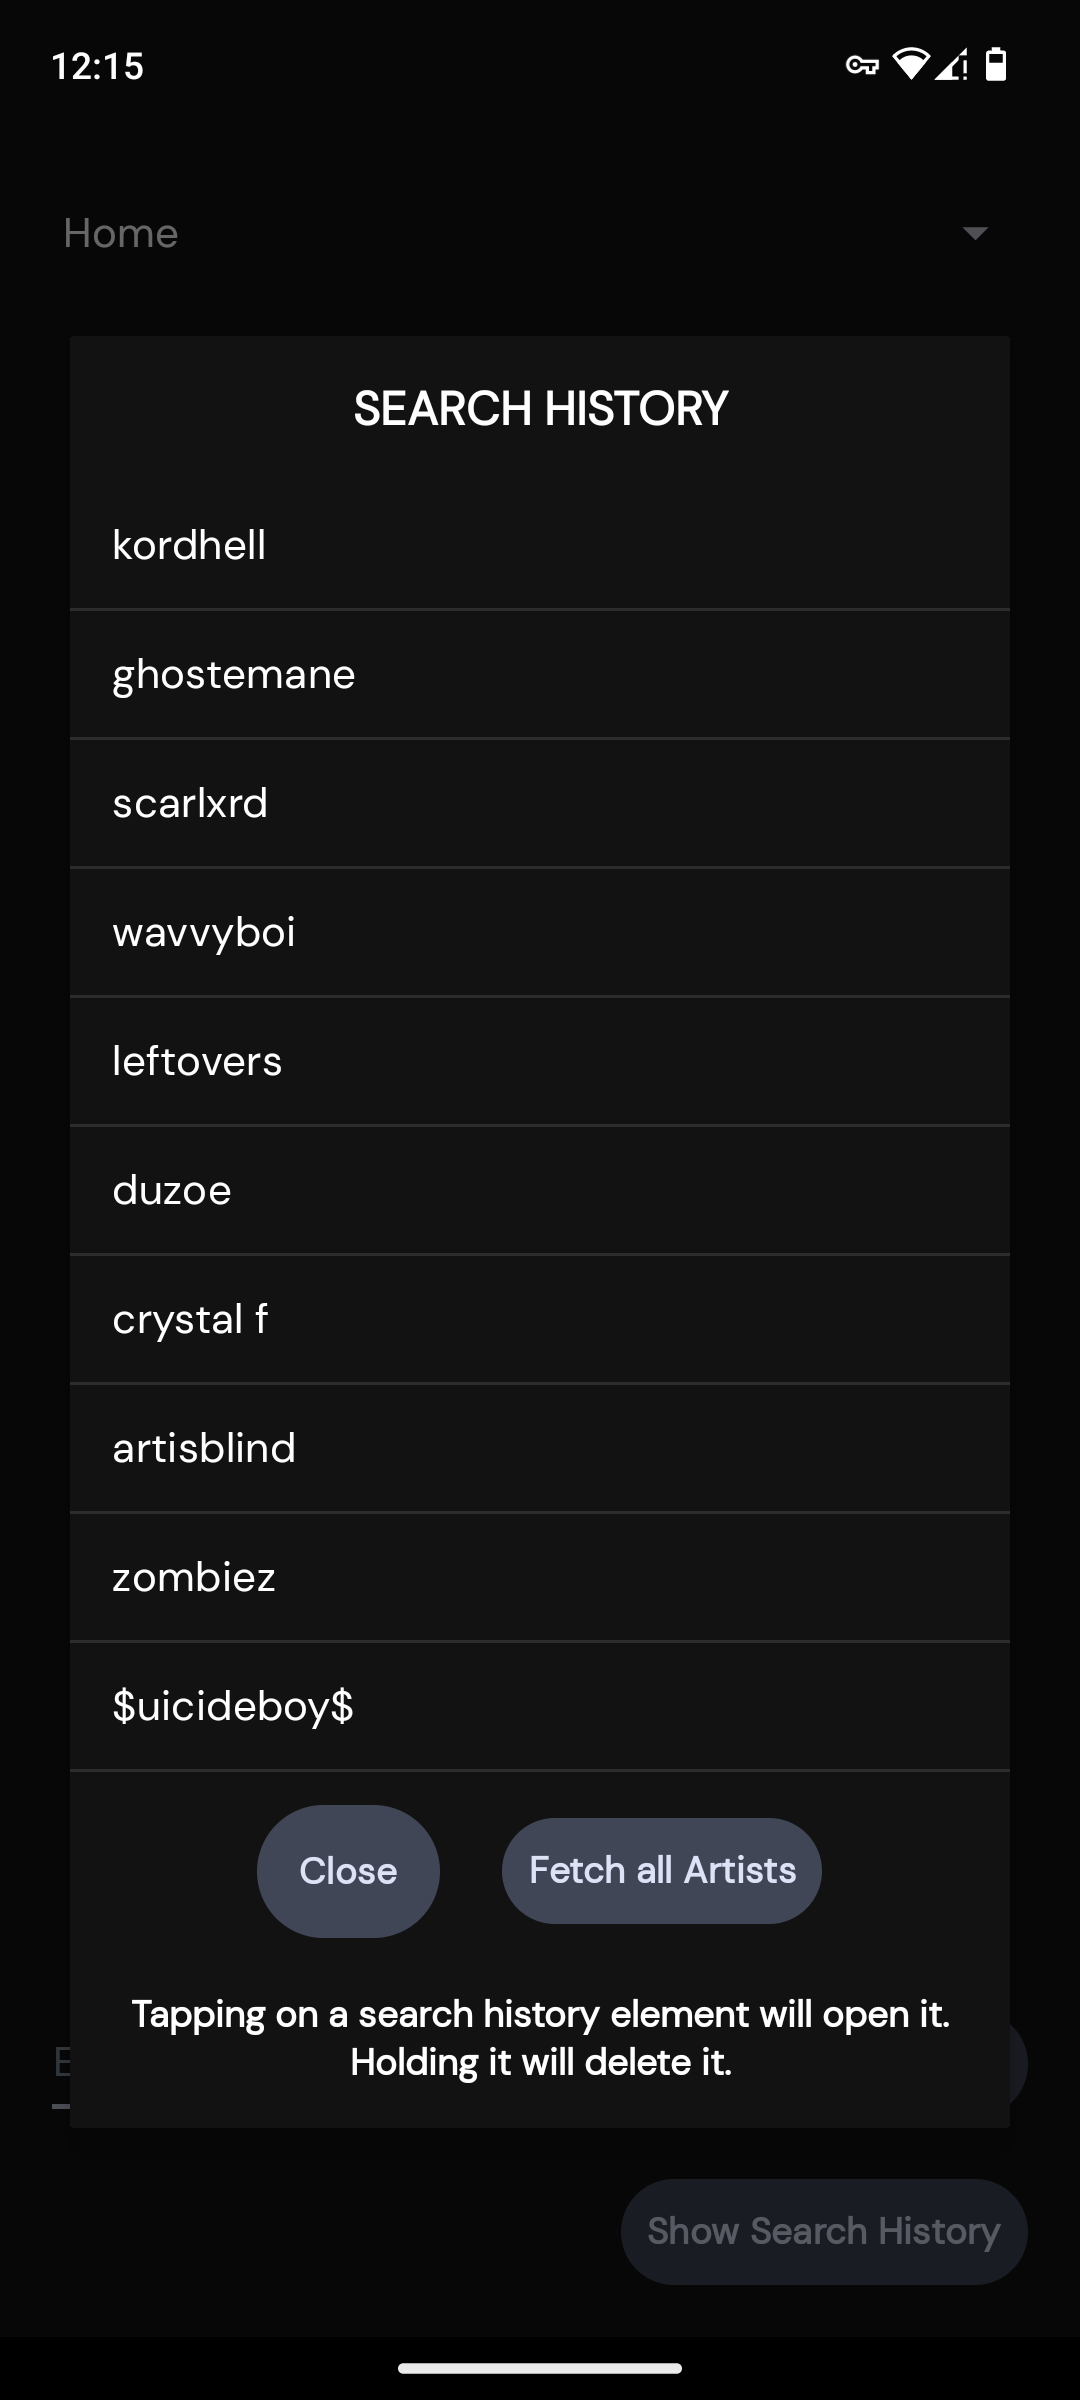 12:15
Home
SEARCH HISTORY
kordhell
ghostemane
scarlxrd
wavvyboi
leftovers
duzoe
crystal f
artisblind
zombiez
$uicideboy$
Close
Fetch all Artists
Tapping on a search history element will open it.
Holding it will delete it.
Show Search History